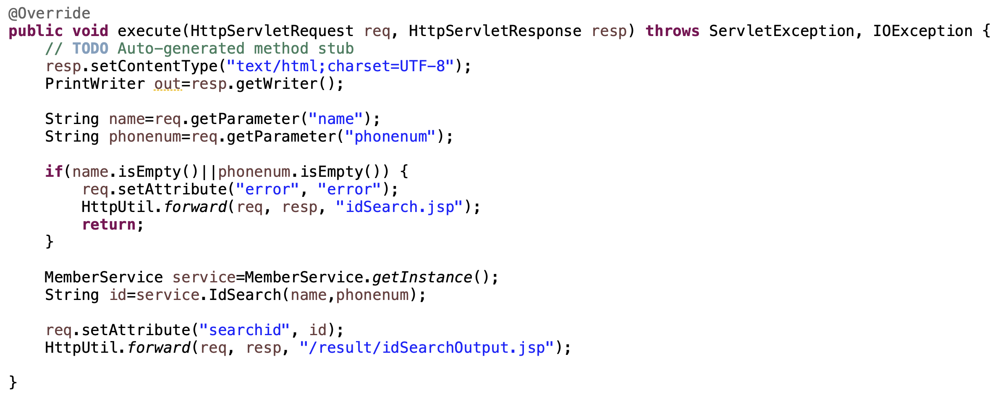 @Override
public void execute(HttpServletRequest req, HttpServletResponse resp) throws ServletException, IOException {
    // TODO Auto-generated method stub
    resp.setContentType("text/html;charset=UTF-8");
    PrintWriter out=resp.getWriter();

    String name=req.getParameter("name");
    String phonenum=req.getParameter("phonenum");

    if(name.isEmpty()||phonenum.isEmpty()) {
        req.setAttribute("error", "error");
        HttpUtil.forward(req, resp, "idSearch.jsp");
        return;
    }

    MemberService service=MemberService.getInstance();
    String id=service.IdSearch(name,phonenum);

    req.setAttribute("searchid", id);
    HttpUtil.forward(req, resp, "/result/idSearchOutput.jsp");

}